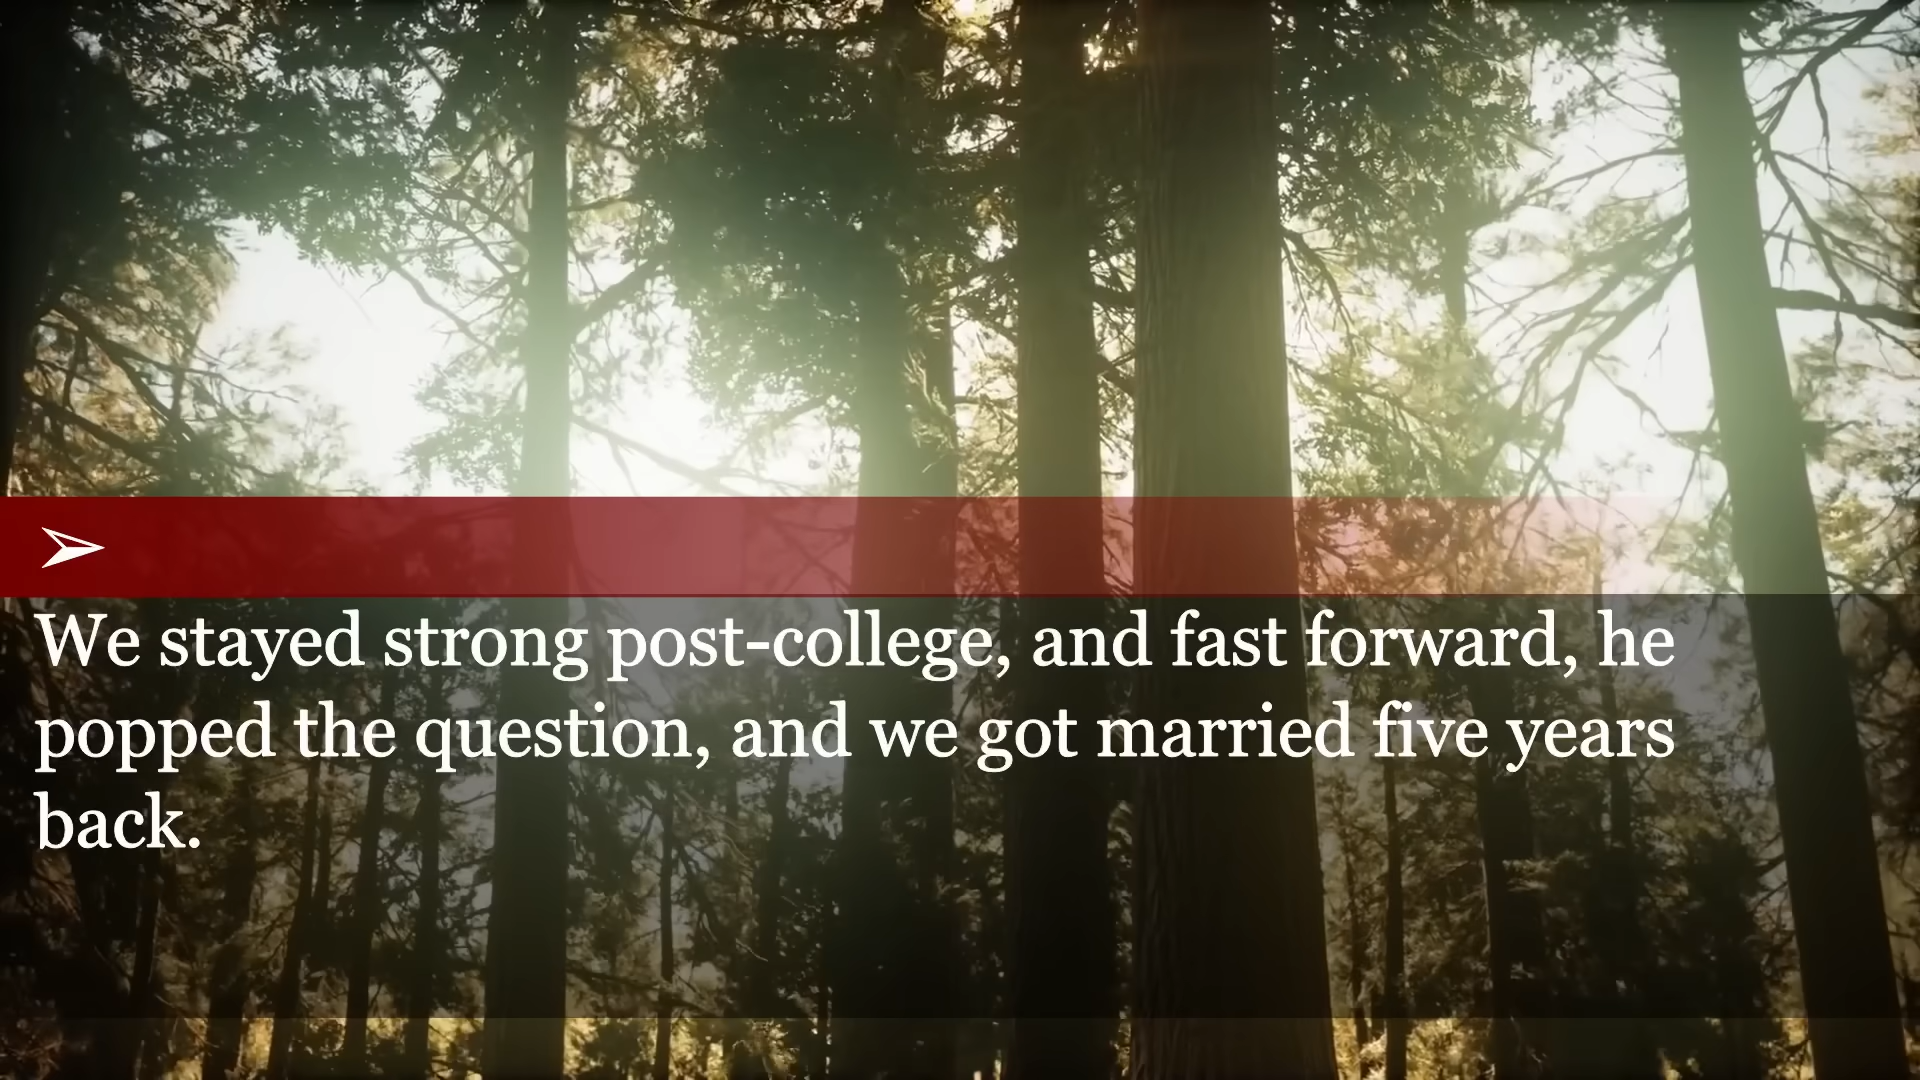 We stayed strong post-college, and fast forward, he
popped the question, and we got married five years
back.